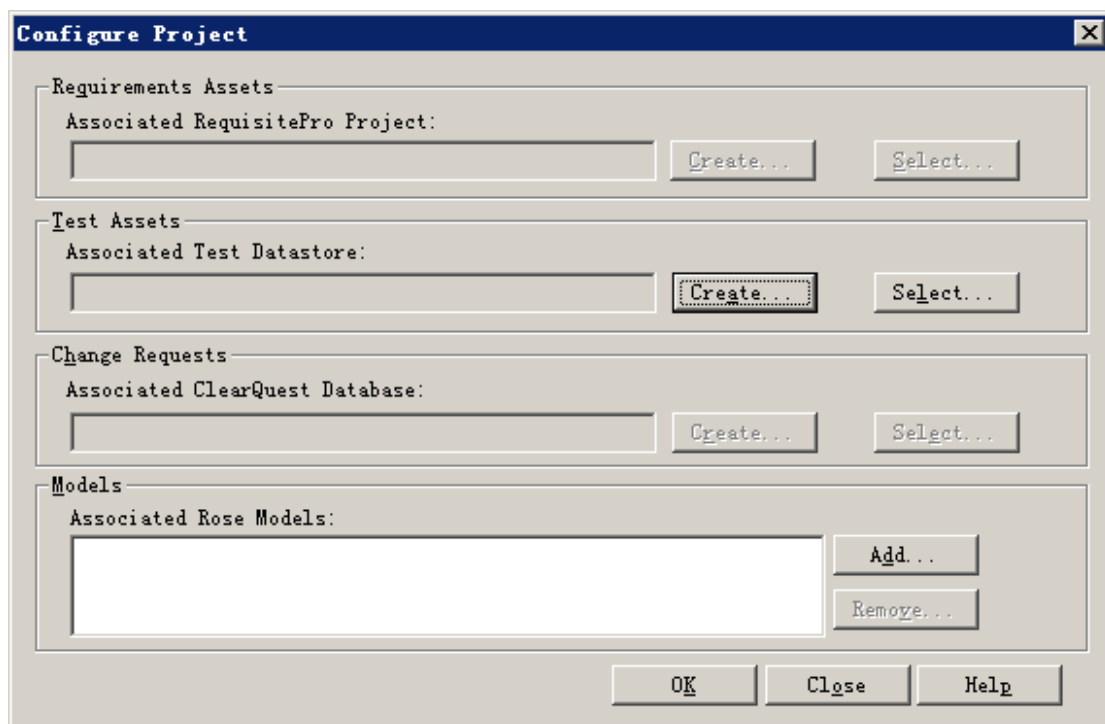 Configure Project
Requirements Assets
Associated RequisitePro Project:
Create... Select...
Test Assets
Associated Test Datastore:
Create... Select...
Change Requests
Associated ClearQuest Database:
Create... Select...
Models
Associated Rose Models:
Add...
Remove...
OK Close Help